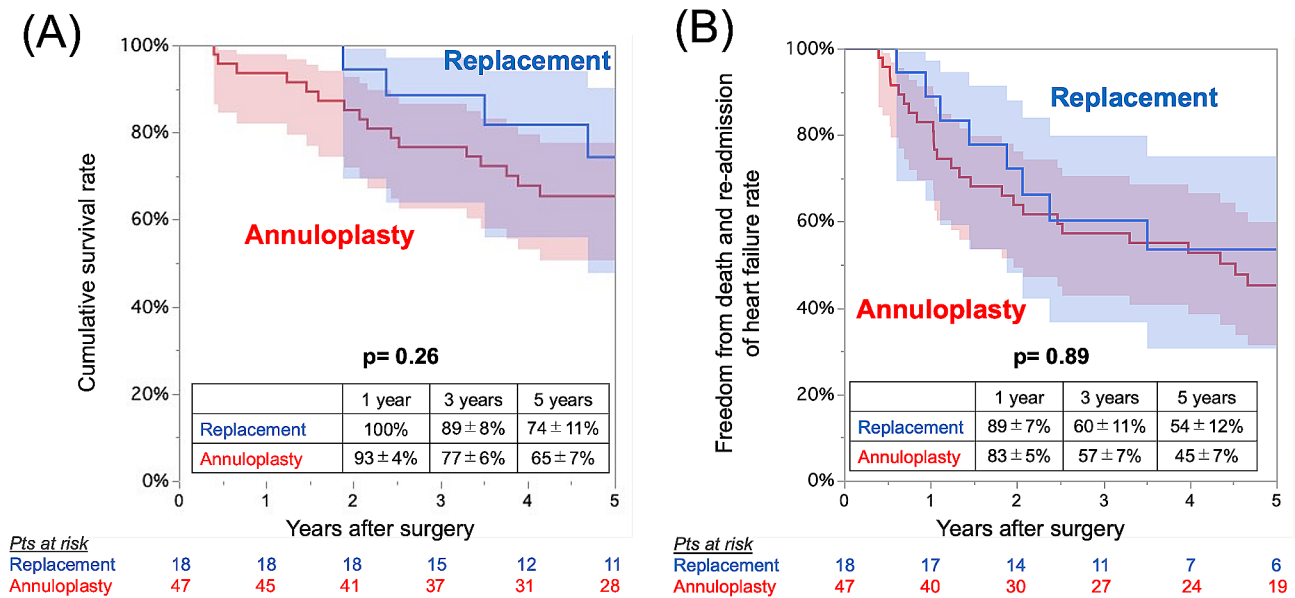 (A)
100%
80%
60%
40%
20%
0%
Cumulative survival rate
Replacement
Annuloplasty
p= 0.26
1 year 3 years 5 years
Replacement 100% 89±8% 74±11%
Annuloplasty 93±4% 77±6% 65±7%
0 1 2 3 4 5
Years after surgery
Pts at risk
Replacement 18 18 18 15 12 11
Annuloplasty 47 45 41 37 31 28
(B)
100%
80%
60%
40%
20%
0%
Freedom from death and re-admission
of heart failure rate
Replacement
Annuloplasty
p= 0.89
1 year 3 years 5 years
Replacement 89±7% 60±11% 54±12%
Annuloplasty 83±5% 57±7% 45±7%
0 1 2 3 4 5
Years after surgery
Pts at risk
Replacement 18 17 14 11 7 6
Annuloplasty 47 40 30 27 24 19